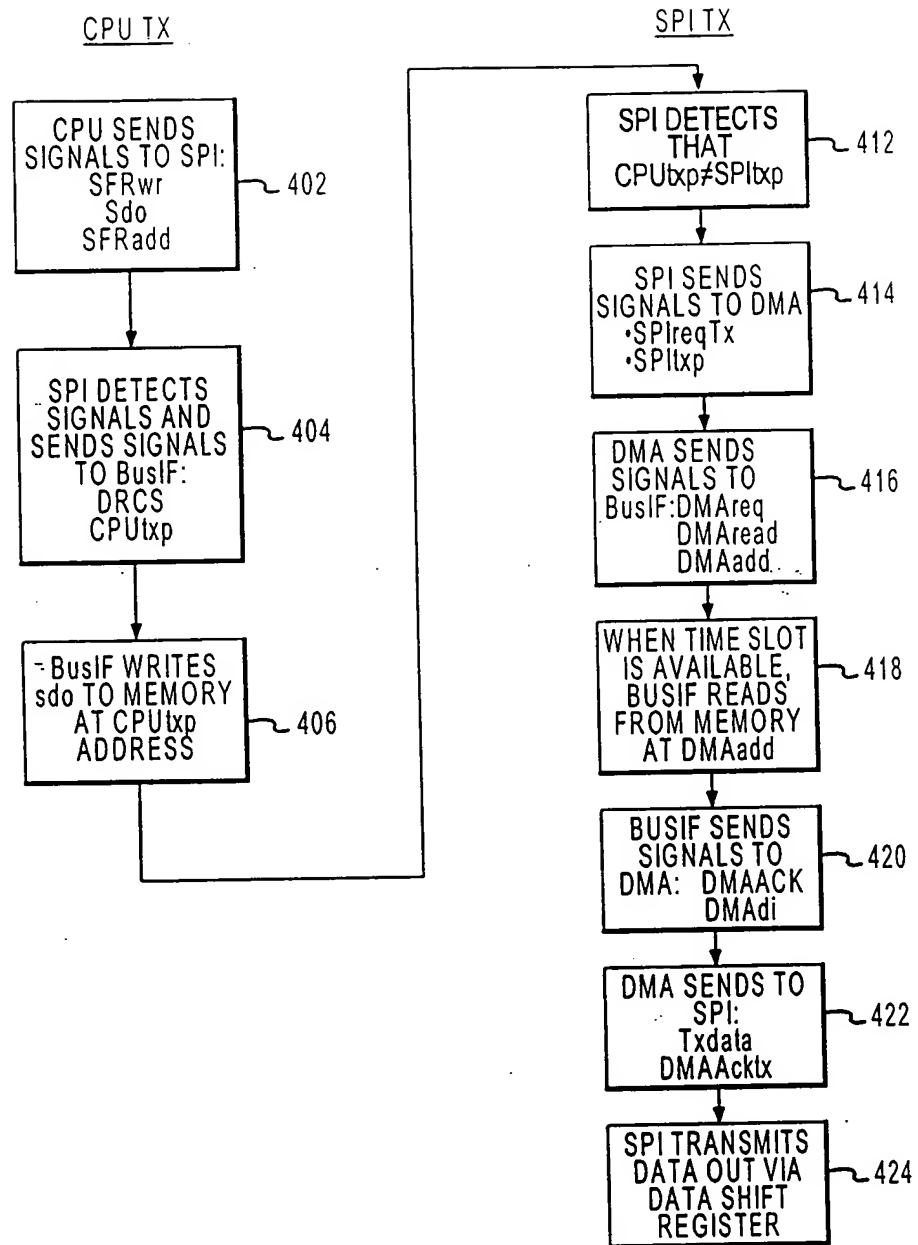 CPU TX
CPU SENDS
SIGNALS TO SPI:
SFRwr
Sdo
SFRadd
402
SPI DETECTS
SIGNALS AND
SENDS SIGNALS
TO BusIF:
DRCS
CPUtxp
404
BusIF WRITES
sdo TO MEMORY
AT CPUtxp
ADDRESS
406
SPI TX
SPI DETECTS
THAT
CPUtxp≠SPItxp
412
SPI SENDS
SIGNALS TO DMA
•SPIreqTx
•SPItxp
414
DMA SENDS
SIGNALS TO
BusIF:DMAreq
DMAread
DMAadd
416
WHEN TIME SLOT
IS AVAILABLE,
BUSIF READS
FROM MEMORY
AT DMAadd
418
BUSIF SENDS
SIGNALS TO
DMA: DMAACK
DMAdi
420
DMA SENDS TO
SPI:
Txdata
DMAAcktx
422
SPI TRANSMITS
DATA OUT VIA
DATA SHIFT
REGISTER
424